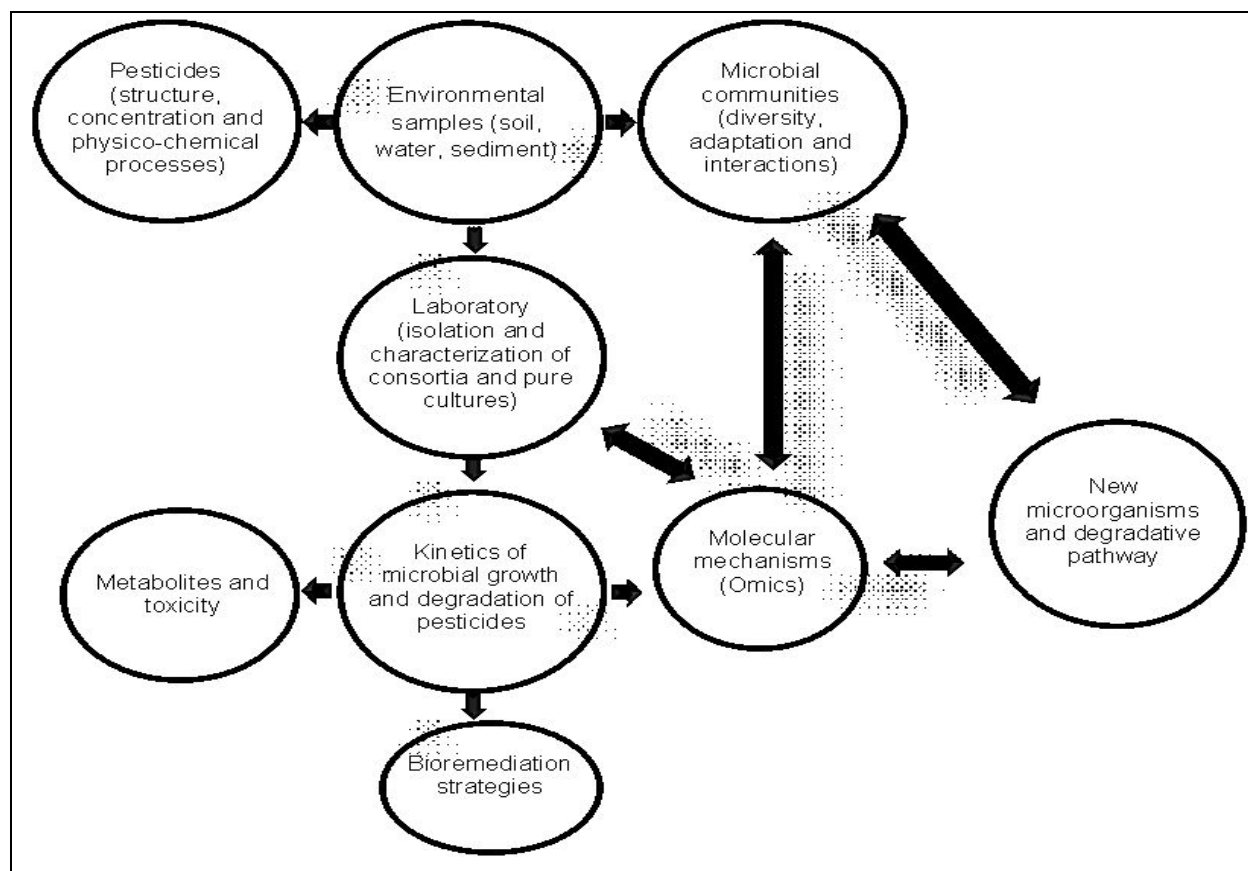 Pesticides
(structure,
concentration and
physico-chemical
processes)
Environmental
samples (soil,
water, sediment)
Microbial
communities
(diversity,
adaptation and
interactions)
Laboratory
(isolation and
characterization of
consortia and pure
cultures)
New
microorganisms
and degradative
pathway
Metabolites and
toxicity
Kinetics of
microbial growth
and degradation of
pesticides
Molecular
mechanisms
(Omics)
Bioremediation
strategies